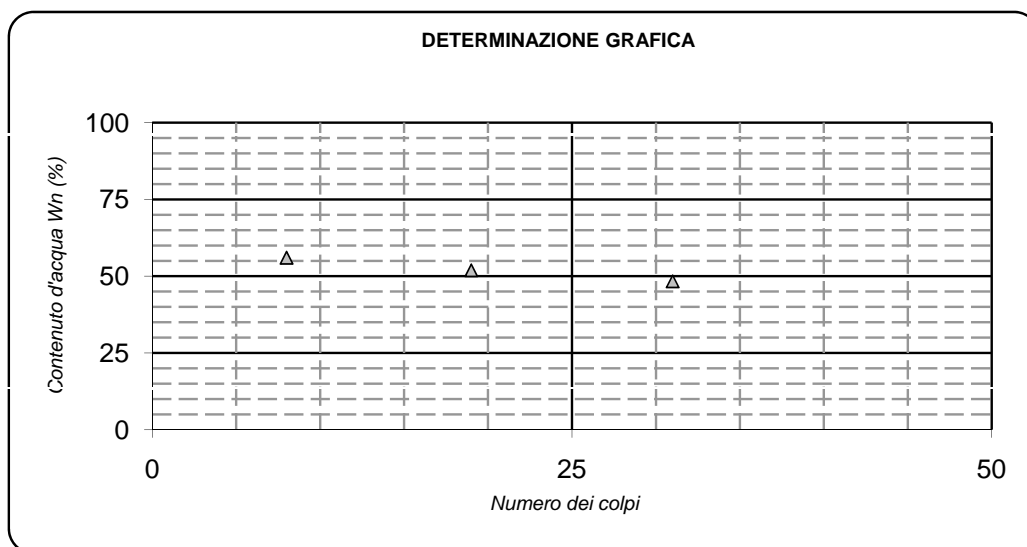 DETERMINAZIONE GRAFICA
Contenuto d'acqua Wn (%)
100
75
50
25
0
0 25 50
Numero dei colpi